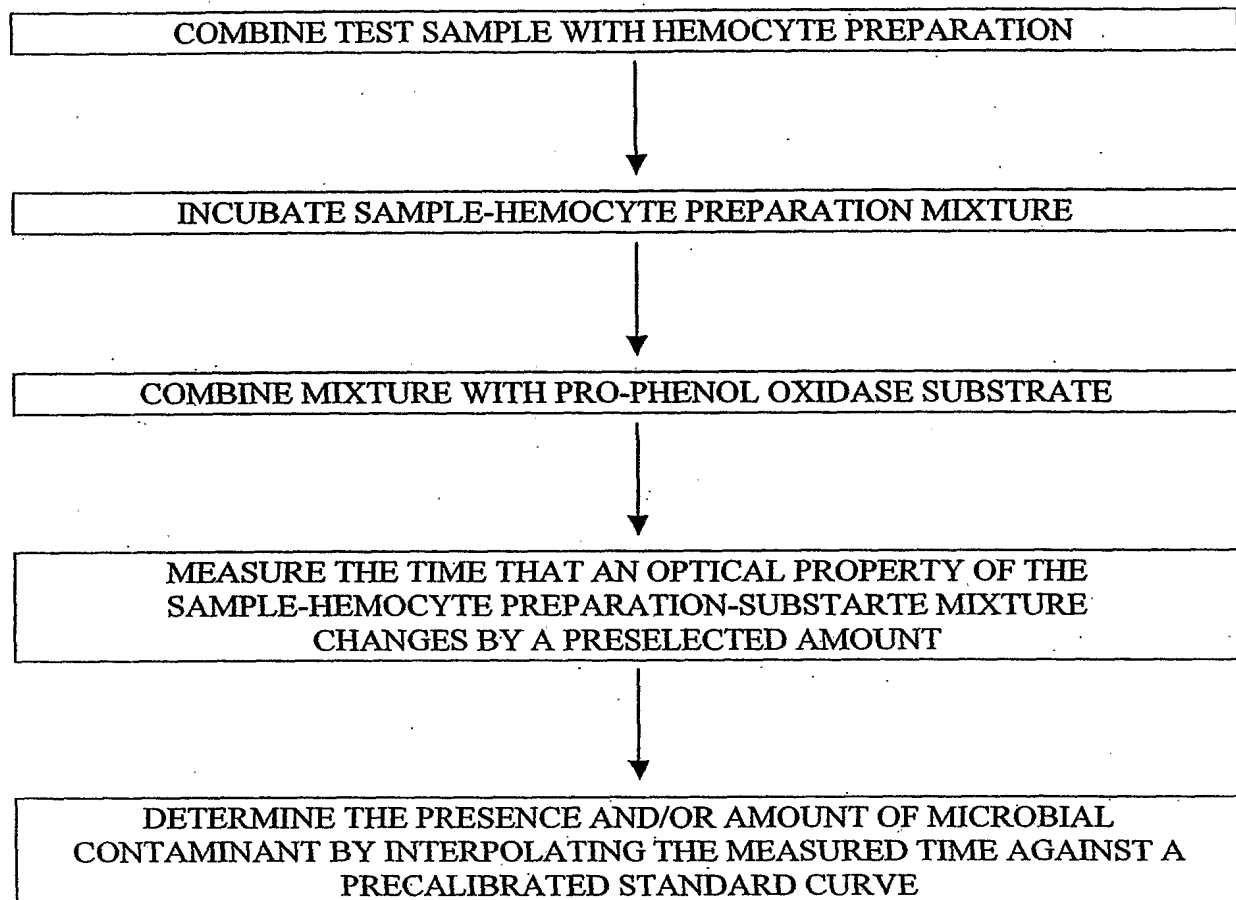 COMBINE TEST SAMPLE WITH HEMOCYTE PREPARATION
INCUBATE SAMPLE-HEMOCYTE PREPARATION MIXTURE
COMBINE MIXTURE WITH PRO-PHENOL OXIDASE SUBSTRATE
MEASURE THE TIME THAT AN OPTICAL PROPERTY OF THE
SAMPLE-HEMOCYTE PREPARATION-SUBSTARTE MIXTURE
CHANGES BY A PRESELECTED AMOUNT
DETERMINE THE PRESENCE AND/OR AMOUNT OF MICROBIAL
CONTAMINANT BY INTERPOLATING THE MEASURED TIME AGAINST A
PRECALIBRATED STANDARD CURVE